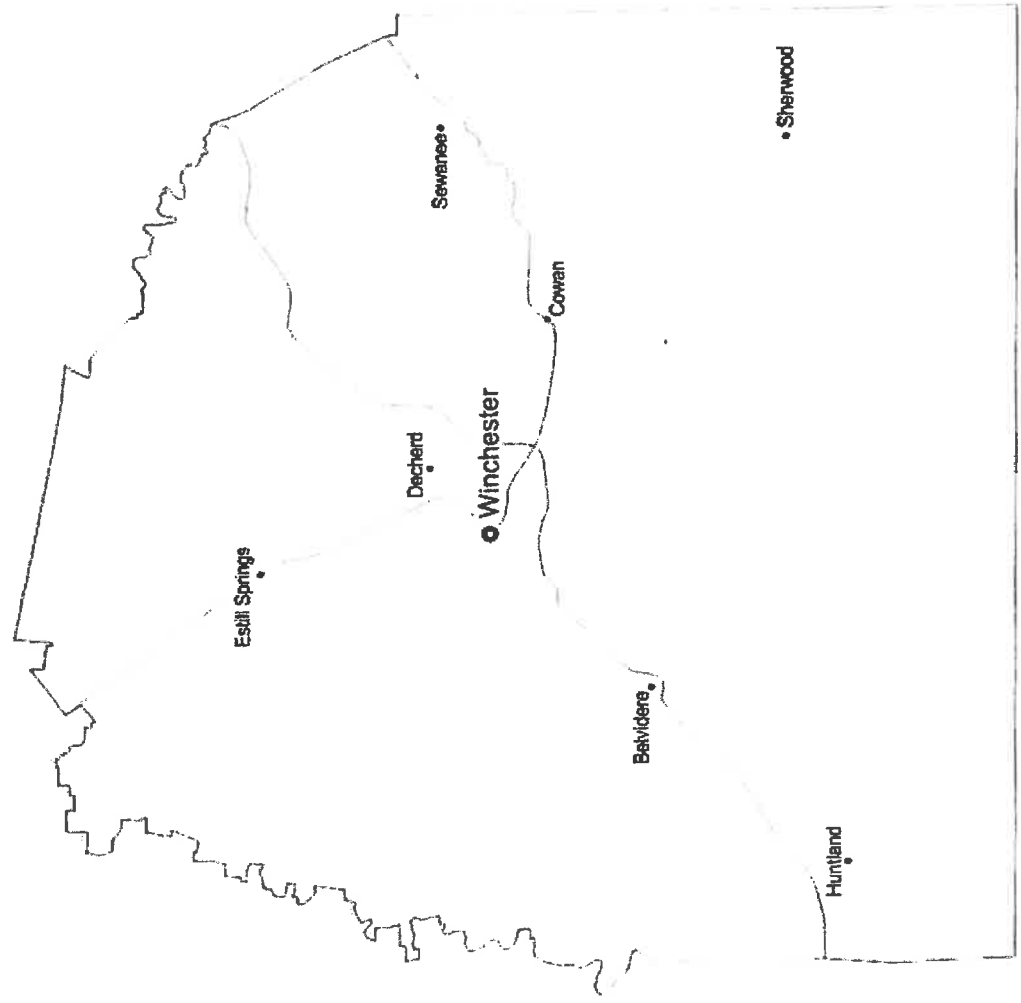 Estill Springs
Decherd
Sewanee
Winchester
Cowan
Belvidere
Sherwood
Huntland